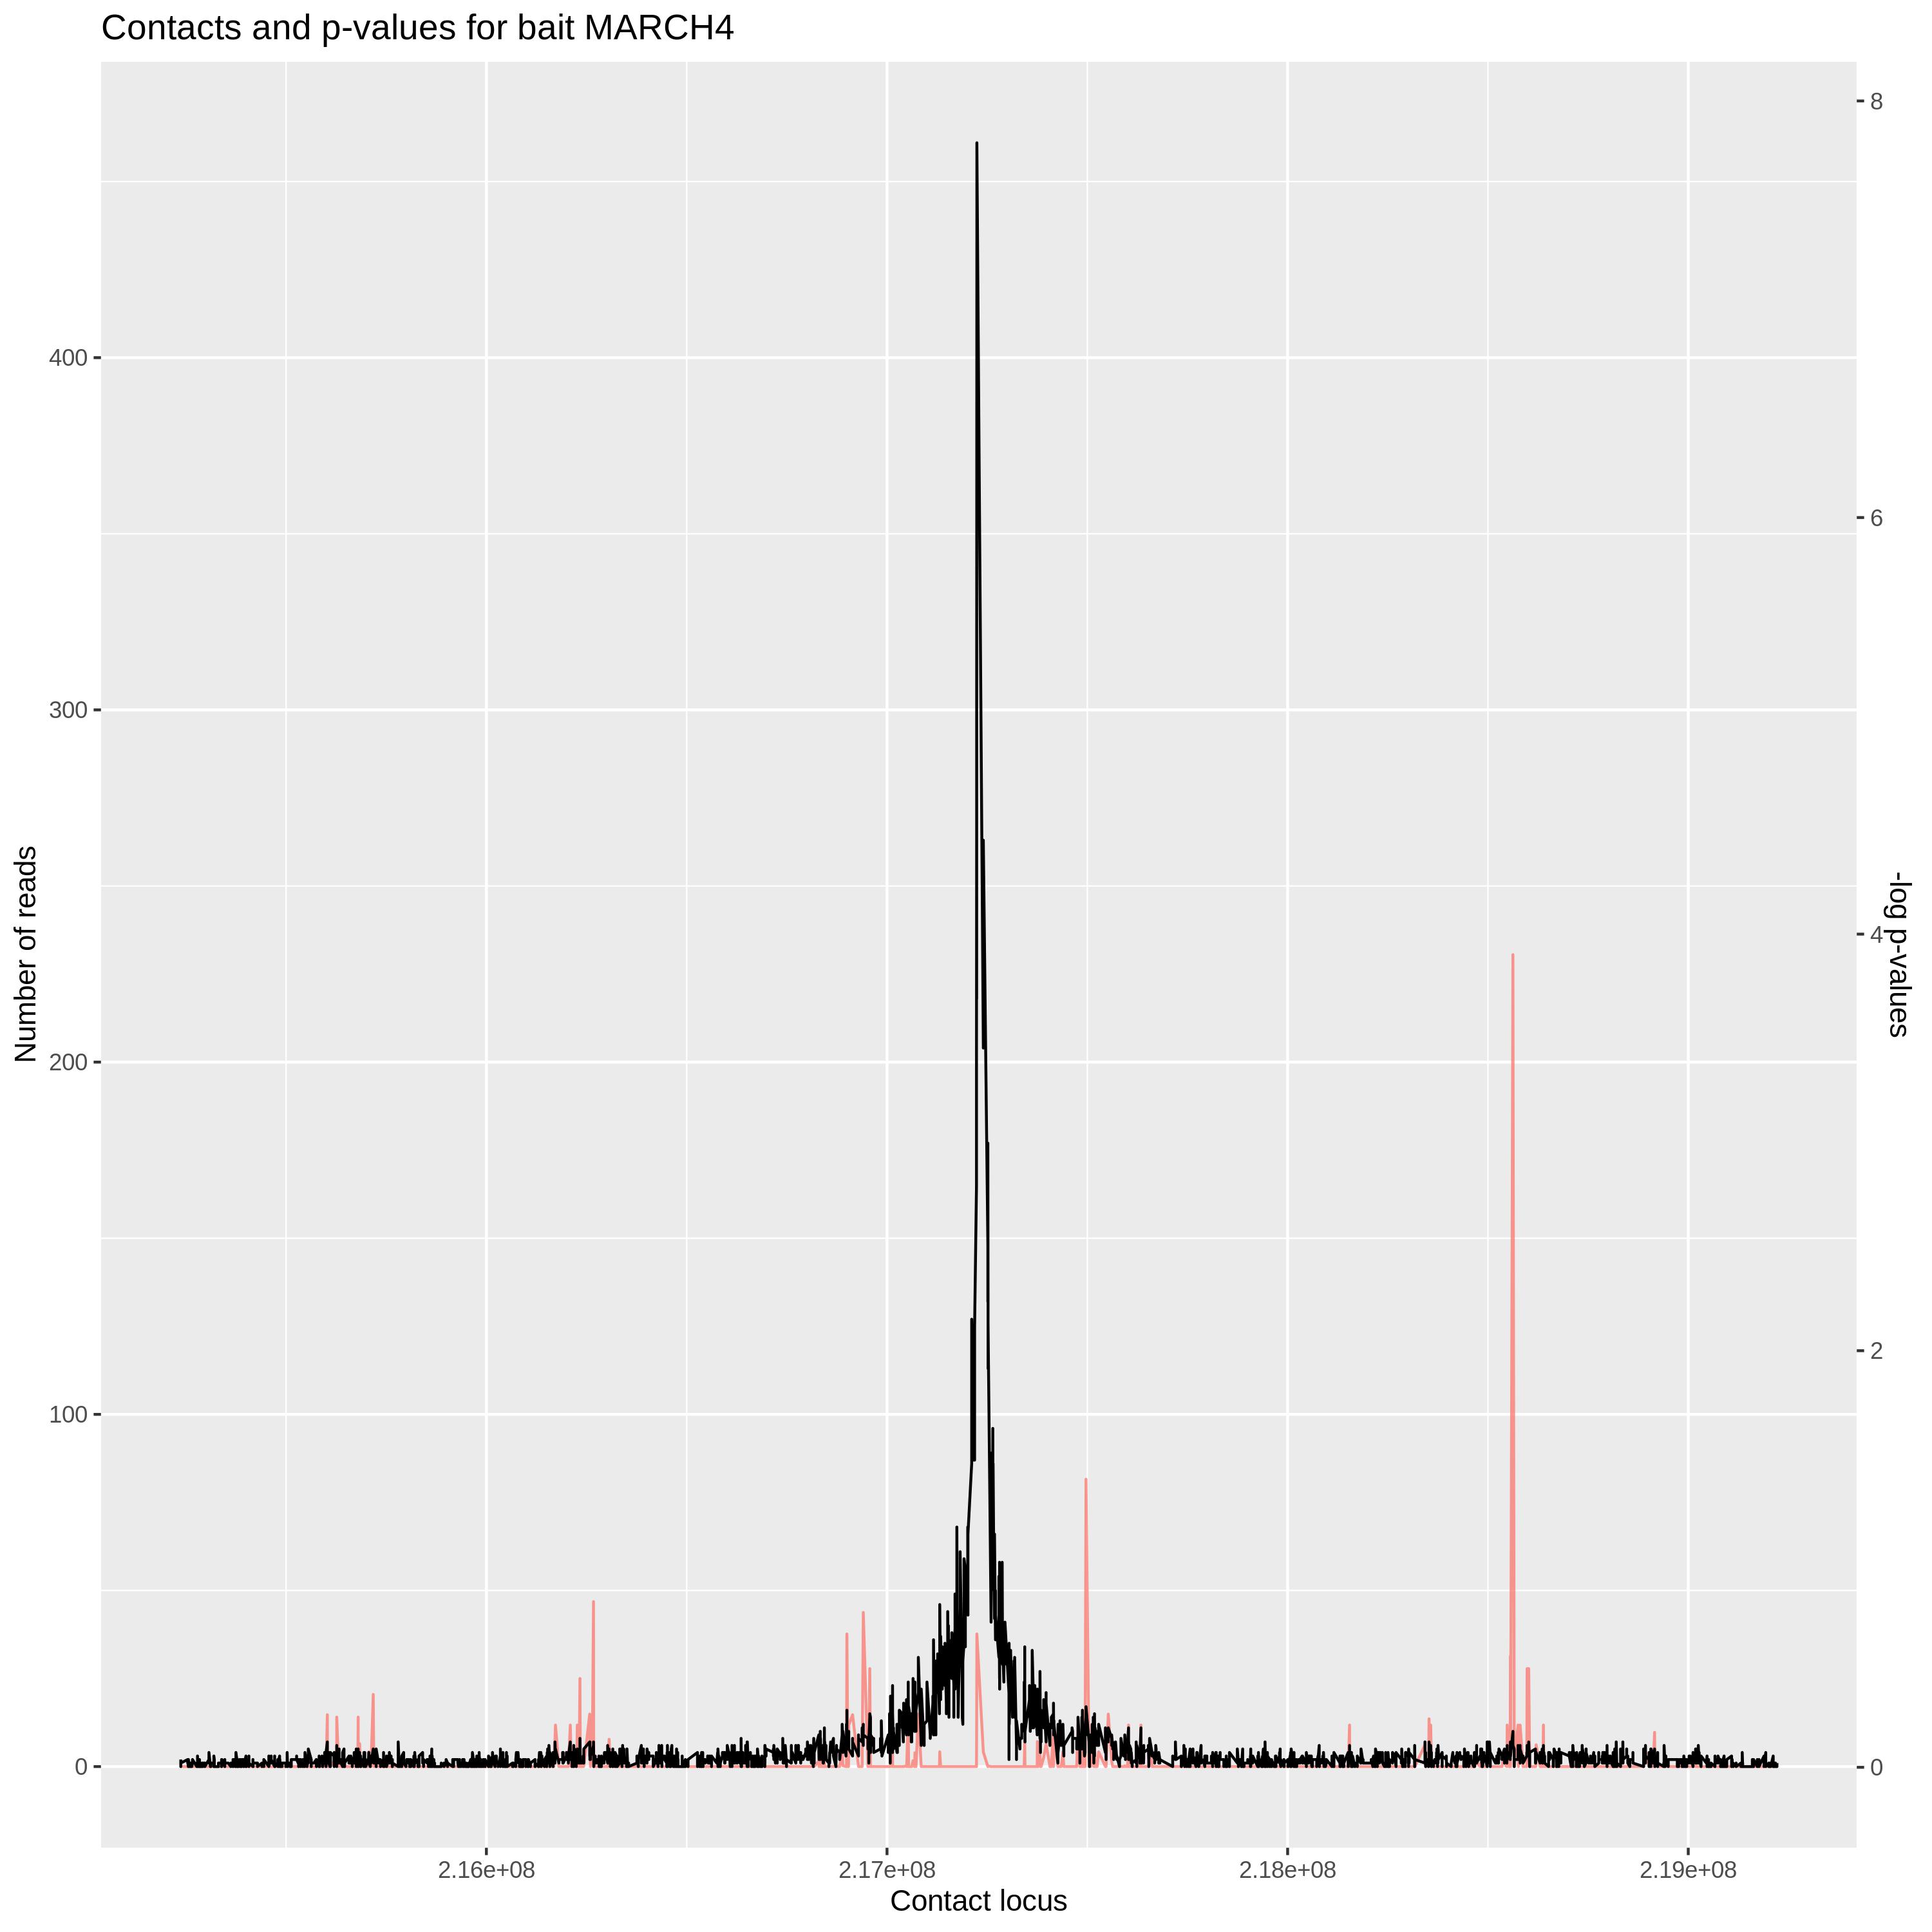 Contacts and p-values for bait MARCH4
8
400
6
300
Number of reads
-log p-values
4
200
2
100
0
0
2.16e+08
2.17e+08
2.18e+08
2.19e+08
Contact locus